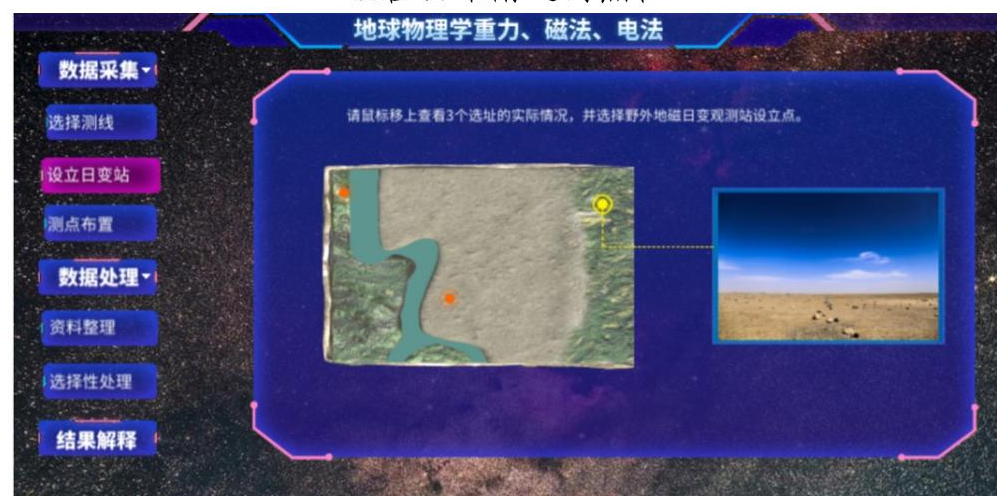 地球物理学重力、磁法、电法
数据采集
选择测线
设立日变站
测点布置
数据处理
资料整理
选择性处理
结果解释
请鼠标移上查看3个选址的实际情况，并选择野外地磁日变观测站设立点。